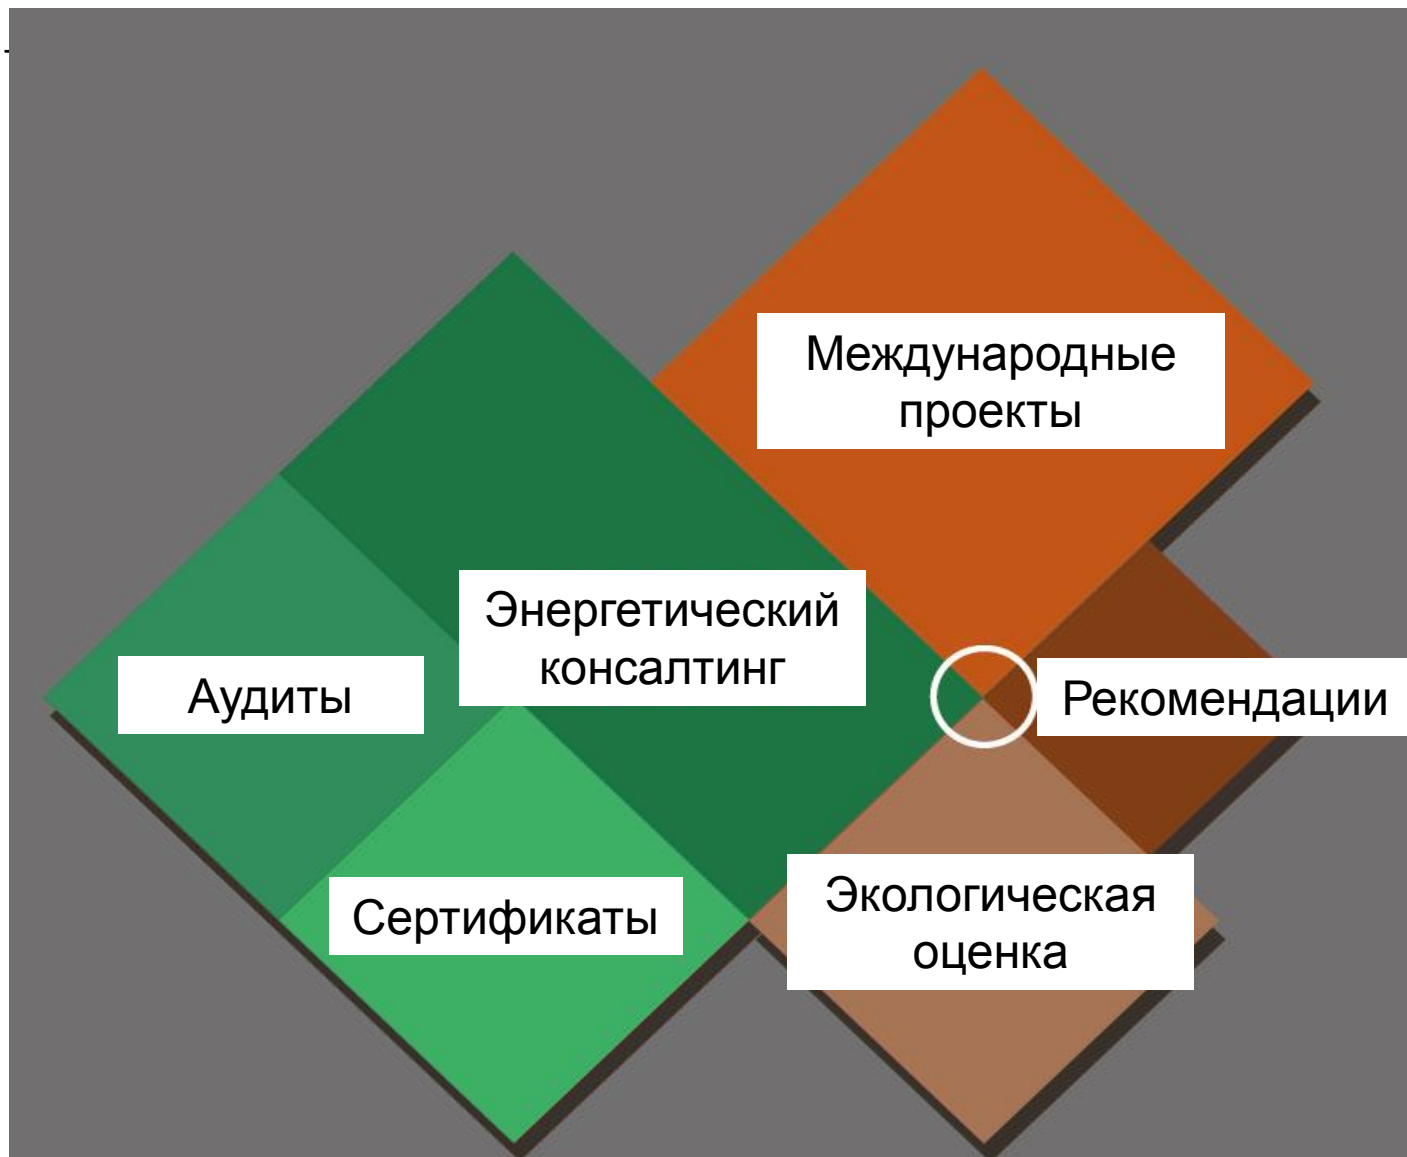 Международные
проекты
Энергетический
консалтинг
Аудиты
Рекомендации
Сертификаты
Экологическая
оценка